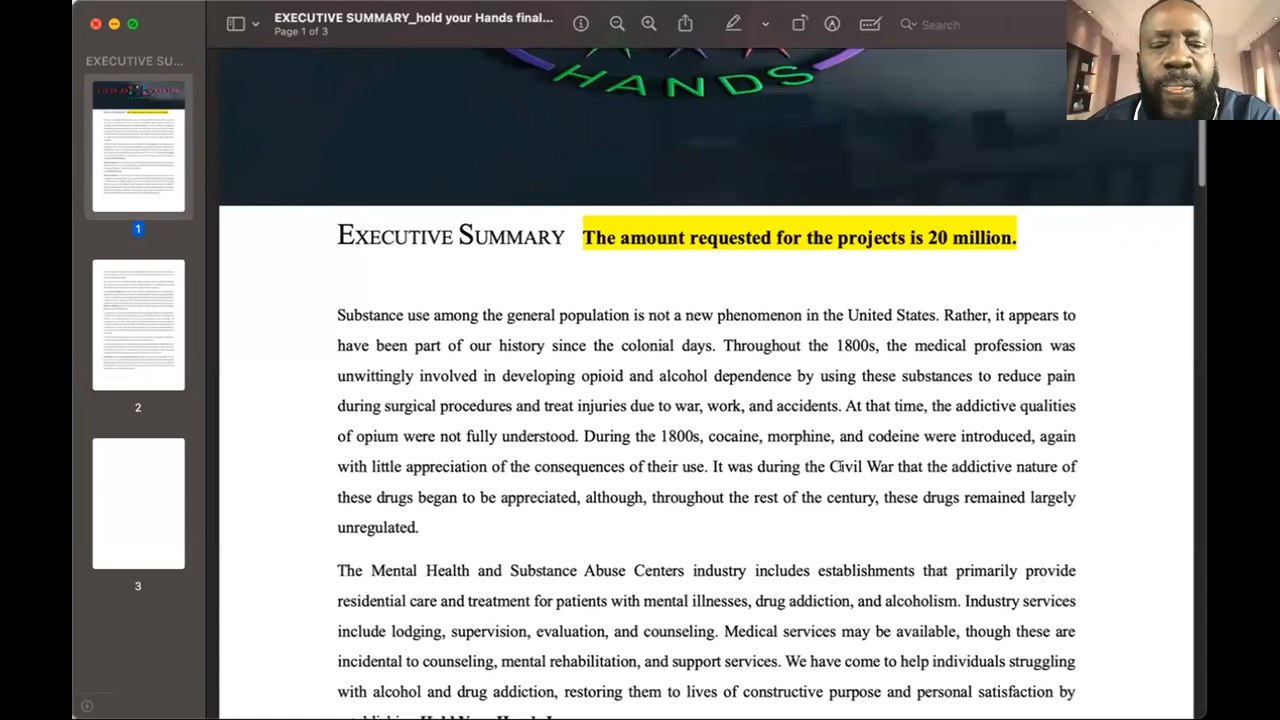 EXECUTIVE SUMMARY_hold your Hands final...
Page 1 of 3
Search
EXECUTIVE SU...
1
2
3
HANDS
EXECUTIVE SUMMARY The amount requested for the projects is 20 million.
Substance use among the general population is not a new phenomenon in the United States. Rather, it appears to
have been part of our history since the colonial days. Throughout the 1800s, the medical profession was
unwittingly involved in developing opioid and alcohol dependence by using these substances to reduce pain
during surgical procedures and treat injuries due to war, work, and accidents. At that time, the addictive qualities
of opium were not fully understood. During the 1800s, cocaine, morphine, and codeine were introduced, again
with little appreciation of the consequences of their use. It was during the Civil War that the addictive nature of
these drugs began to be appreciated, although, throughout the rest of the century, these drugs remained largely
unregulated.
The Mental Health and Substance Abuse Centers industry includes establishments that primarily provide
residential care and treatment for patients with mental illnesses, drug addiction, and alcoholism. Industry services
include lodging, supervision, evaluation, and counseling. Medical services may be available, though these are
incidental to counseling, mental rehabilitation, and support services. We have come to help individuals struggling
with alcohol and drug addiction, restoring them to lives of constructive purpose and personal satisfaction by